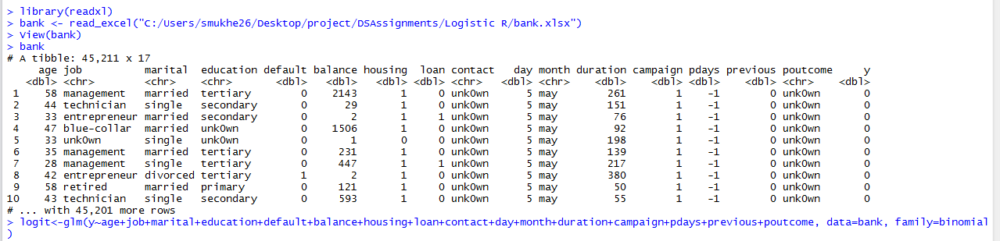 > library(readxl)
> bank <- read_excel("C:/Users/smukhe26/Desktop/project/DSAssignments/Logistic R/bank.xlsx")
> View(bank)
> bank
# A tibble: 45,211 x 17
     age job          marital  education default balance housing  loan contact   day month duration campaign pdays previous poutcome     y
   <dbl> <chr>        <chr>    <chr>       <dbl>   <dbl>   <dbl> <dbl> <chr>   <dbl> <chr>    <dbl>    <dbl> <dbl>    <dbl> <chr>    <dbl>
 1    58 management   married  tertiary        0    2143       1     0 unk0wn      5 may        261        1    -1        0 unk0wn       0
 2    44 technician   single   secondary       0      29       1     0 unk0wn      5 may        151        1    -1        0 unk0wn       0
 3    33 entrepreneur married  secondary       0       2       1     1 unk0wn      5 may         76        1    -1        0 unk0wn       0
 4    47 blue-collar  married  unk0wn          0    1506       1     0 unk0wn      5 may         92        1    -1        0 unk0wn       0
 5    33 unk0wn       single   unk0wn          0       1       0     0 unk0wn      5 may        198        1    -1        0 unk0wn       0
 6    35 management   married  tertiary        0     231       1     0 unk0wn      5 may        139        1    -1        0 unk0wn       0
 7    28 management   single   tertiary        0     447       1     1 unk0wn      5 may        217        1    -1        0 unk0wn       0
 8    42 entrepreneur divorced tertiary        1       2       1     0 unk0wn      5 may        380        1    -1        0 unk0wn       0
 9    58 retired      married  primary         0     121       1     0 unk0wn      5 may         50        1    -1        0 unk0wn       0
10    43 technician   single   secondary       0     593       1     0 unk0wn      5 may         55        1    -1        0 unk0wn       0
# ... with 45,201 more rows
> logit<-glm(y~age+job+marital+education+default+balance+housing+loan+contact+day+month+duration+campaign+pdays+previous+poutcome, data=bank, family=binomial
)